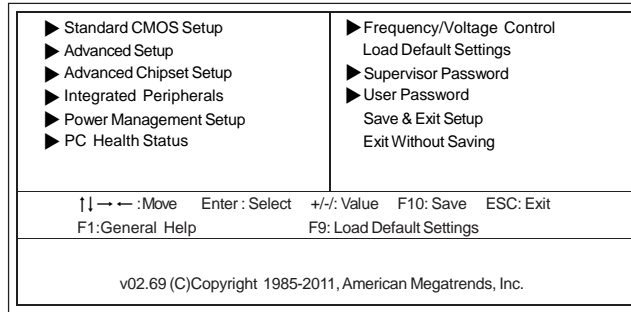 ▶ Standard CMOS Setup
▶ Advanced Setup
▶ Advanced Chipset Setup
▶ Integrated Peripherals
▶ Power Management Setup
▶ PC Health Status
▶ Frequency/Voltage Control
Load Default Settings
▶ Supervisor Password
▶ User Password
Save & Exit Setup
Exit Without Saving
↑↓→←:Move Enter : Select +/-/: Value F10: Save ESC: Exit
F1:General Help F9: Load Default Settings
v02.69 (C)Copyright 1985-2011, American Megatrends, Inc.